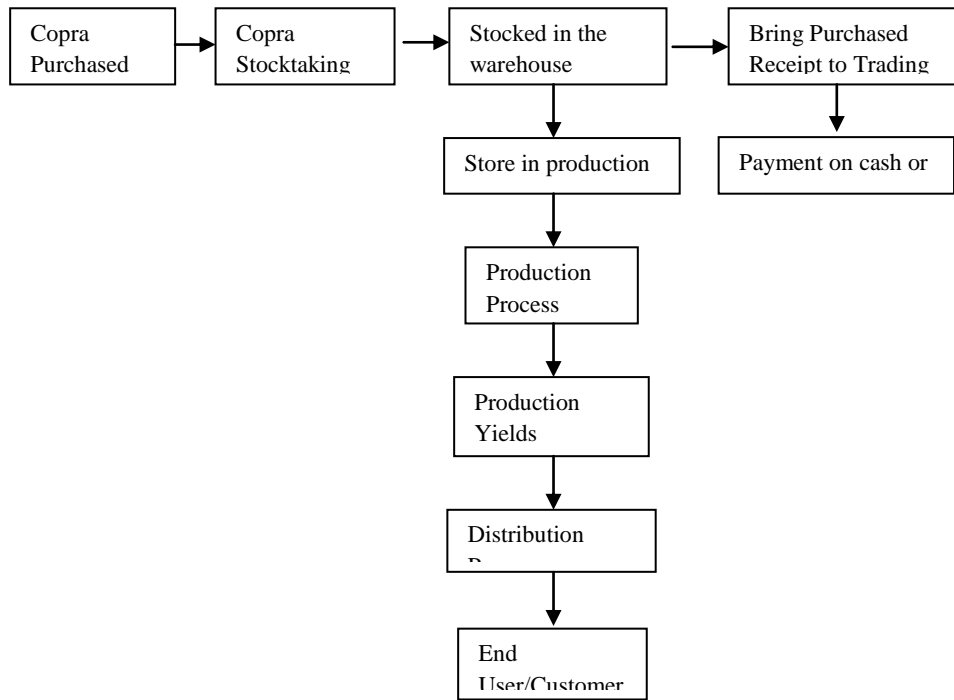 Copra
Purchased
Copra
Stocktaking
Stocked in the
warehouse
Bring Purchased
Receipt to Trading
Store in production
Payment on cash or
Production
Process
Production
Yields
Distribution
End
User/Customer